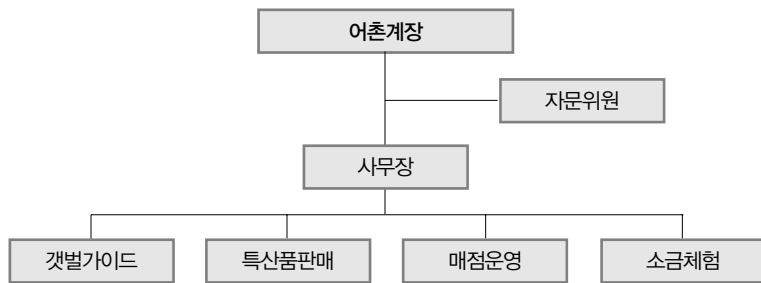 어촌계장
자문위원
사무장
갯벌가이드
특산품판매
매점운영
소금체험